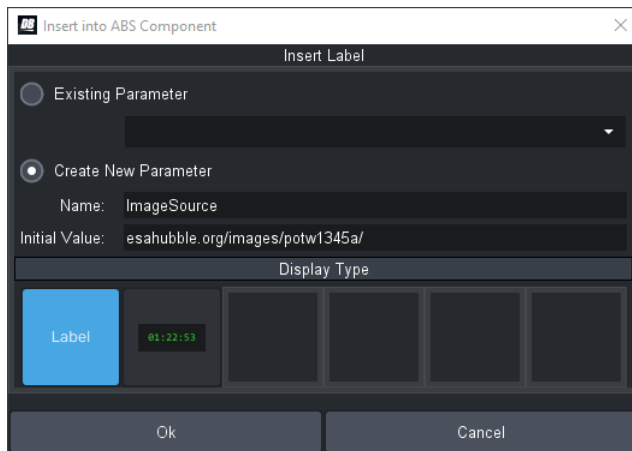 DB Insert into ABS Component
Insert Label
Existing Parameter
Create New Parameter
Name: ImageSource
Initial Value: esahubble.org/images/potw1345a/
Display Type
Label 01:22:53
Ok Cancel